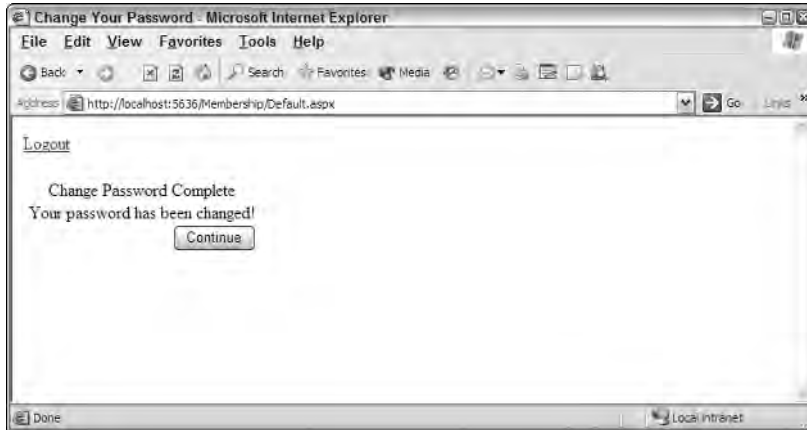 Change Your Password - Microsoft Internet Explorer
File Edit View Favorites Tools Help
Back Search Favorites Media
Address http://localhost:5636/Membership/Default.aspx Go Links »
Logout
Change Password Complete
Your password has been changed!
Continue
Done Local intranet